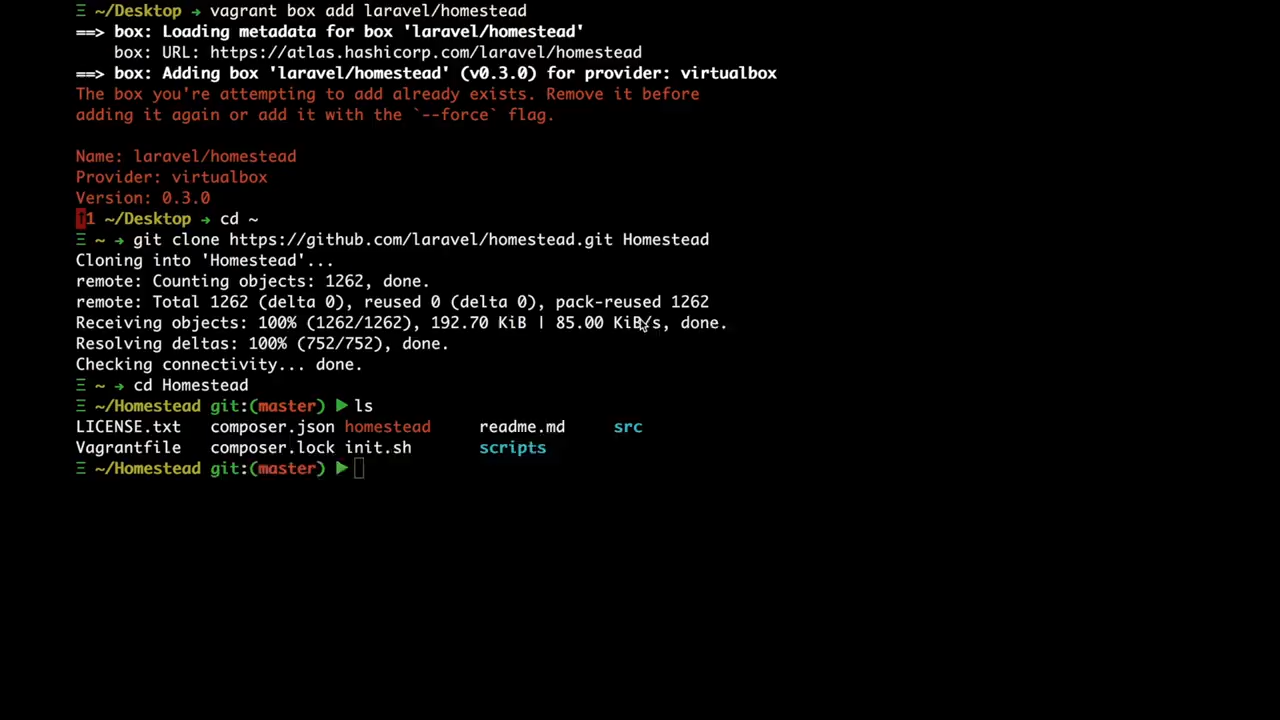 Ξ ~/Desktop → vagrant box add laravel/homestead
==> box: Loading metadata for box 'laravel/homestead'
    box: URL: https://atlas.hashicorp.com/laravel/homestead
==> box: Adding box 'laravel/homestead' (v0.3.0) for provider: virtualbox
The box you're attempting to add already exists. Remove it before
adding it again or add it with the `--force` flag.

Name: laravel/homestead
Provider: virtualbox
Version: 0.3.0
1 ~/Desktop → cd ~
Ξ ~ → git clone https://github.com/laravel/homestead.git Homestead
Cloning into 'Homestead'...
remote: Counting objects: 1262, done.
remote: Total 1262 (delta 0), reused 0 (delta 0), pack-reused 1262
Receiving objects: 100% (1262/1262), 192.70 KiB | 85.00 KiB/s, done.
Resolving deltas: 100% (752/752), done.
Checking connectivity... done.
Ξ ~ → cd Homestead
Ξ ~/Homestead git:(master) ▶ ls
LICENSE.txt   composer.json homestead     readme.md     src
Vagrantfile   composer.lock init.sh       scripts
Ξ ~/Homestead git:(master) ▶